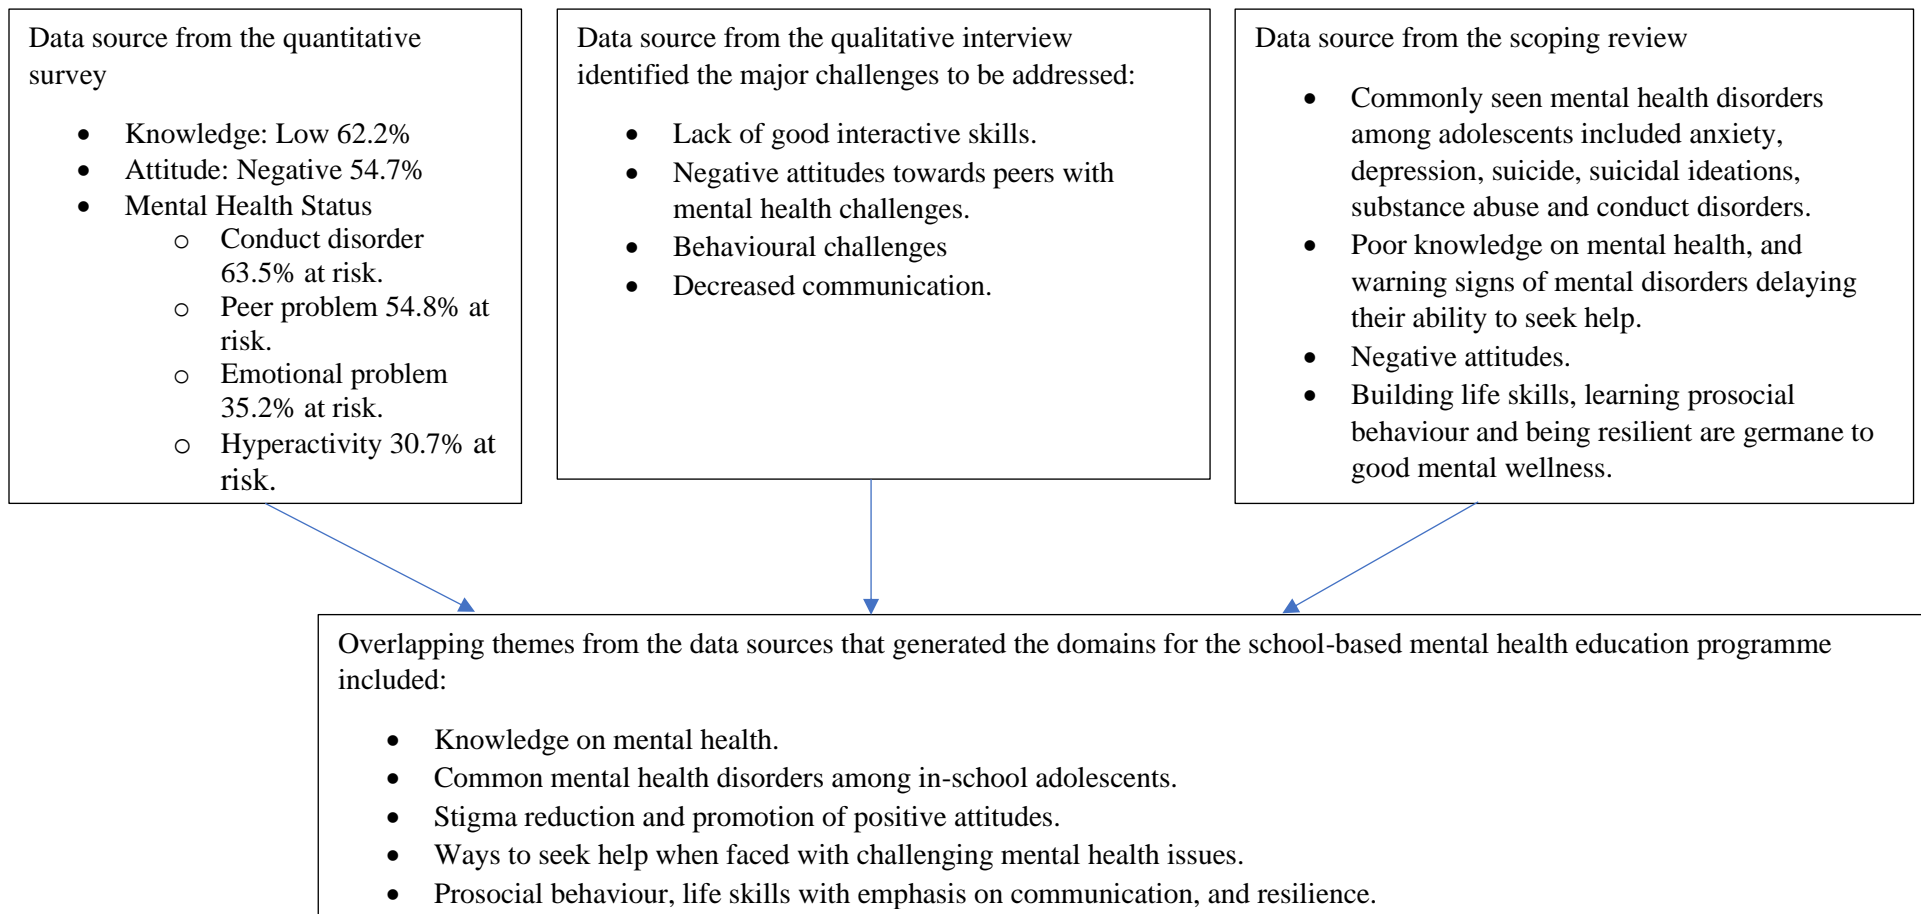 Data source from the quantitative
survey
• Knowledge: Low 62.2%
• Attitude: Negative 54.7%
• Mental Health Status
o Conduct disorder
63.5% at risk.
o Peer problem 54.8% at
risk.
o Emotional problem
35.2% at risk.
o Hyperactivity 30.7% at
risk.
Data source from the qualitative interview
identified the major challenges to be addressed:
• Lack of good interactive skills.
• Negative attitudes towards peers with
mental health challenges.
• Behavioural challenges
• Decreased communication.
Data source from the scoping review
• Commonly seen mental health disorders
among adolescents included anxiety,
depression, suicide, suicidal ideations,
substance abuse and conduct disorders.
• Poor knowledge on mental health, and
warning signs of mental disorders delaying
their ability to seek help.
• Negative attitudes.
• Building life skills, learning prosocial
behaviour and being resilient are germane to
good mental wellness.
Overlapping themes from the data sources that generated the domains for the school-based mental health education programme
included:
• Knowledge on mental health.
• Common mental health disorders among in-school adolescents.
• Stigma reduction and promotion of positive attitudes.
• Ways to seek help when faced with challenging mental health issues.
• Prosocial behaviour, life skills with emphasis on communication, and resilience.